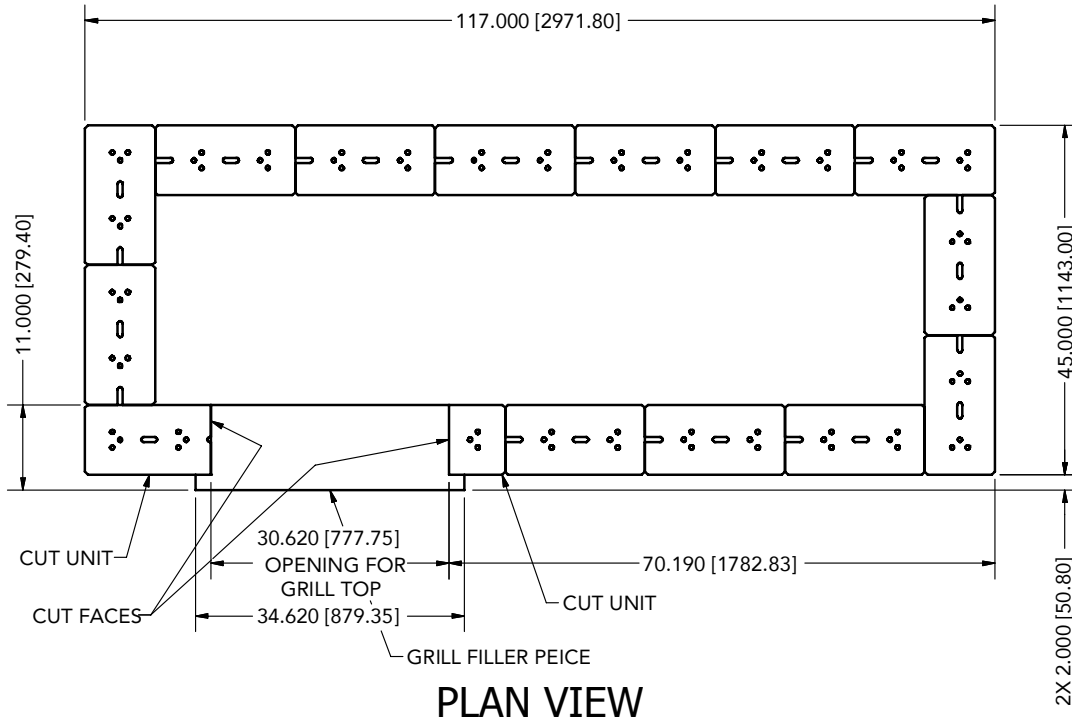 117.000 [2971.80]
11.000 [279.40]
45.000 [1143.00]
30.620 [777.75]
OPENING FOR
GRILL TOP
70.190 [1782.83]
CUT UNIT
CUT FACES
34.620 [879.35]
CUT UNIT
GRILL FILLER PEICE
2X 2.000 [50.80]
PLAN VIEW